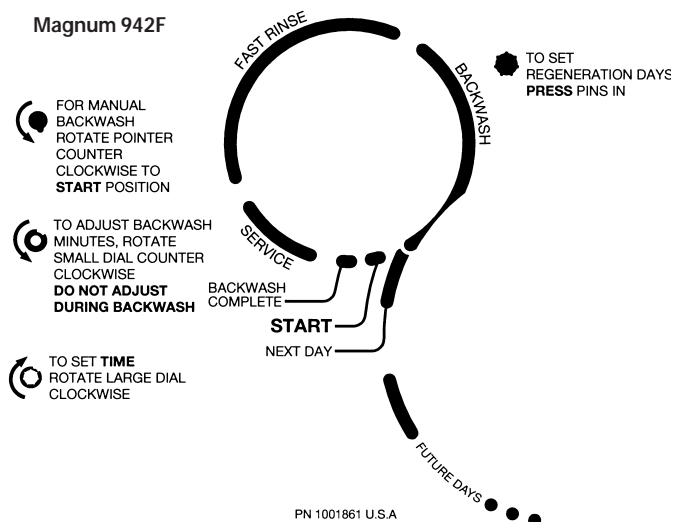 Magnum 942F
FAST RINSE
BACKWASH
TO SET
REGENERATION DAYS
PRESS PINS IN
FOR MANUAL
BACKWASH
ROTATE POINTER
COUNTER
CLOCKWISE TO
START POSITION
TO ADJUST BACKWASH
MINUTES, ROTATE
SMALL DIAL COUNTER
CLOCKWISE
DO NOT ADJUST
DURING BACKWASH
SERVICE
BACKWASH
COMPLETE
START
NEXT DAY
TO SET TIME
ROTATE LARGE DIAL
CLOCKWISE
FUTURE DAYS
PN 1001861 U.S.A